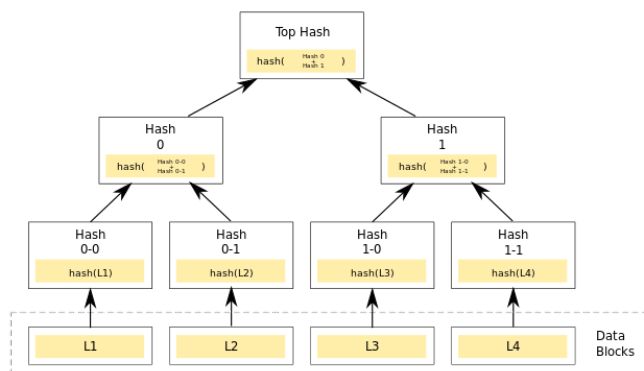 Top Hash
hash( Hash 0 + Hash 1 )
Hash
0
hash( Hash 0-0 + Hash 0-1 )
Hash
1
hash( Hash 1-0 + Hash 1-1 )
Hash
0-0
hash(L1)
Hash
0-1
hash(L2)
Hash
1-0
hash(L3)
Hash
1-1
hash(L4)
L1
L2
L3
L4
Data
Blocks